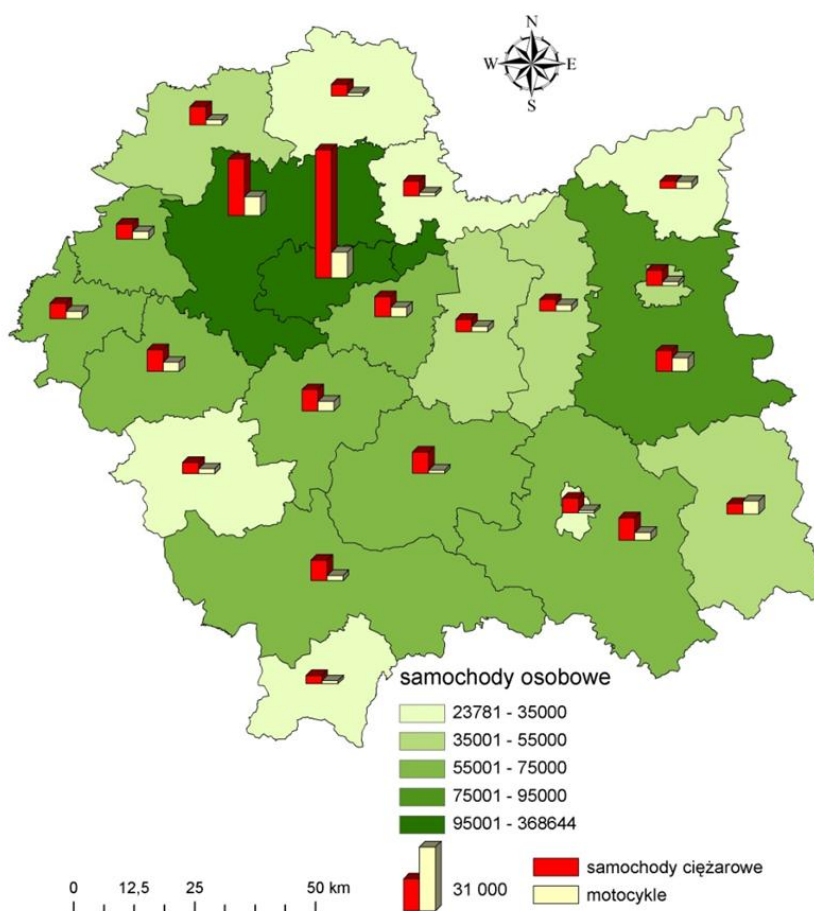 N
W E
S
samochody osobowe
23781 - 35000
35001 - 55000
55001 - 75000
75001 - 95000
95001 - 368644
31 000
samochody ciężarowe
motocykle
0 12,5 25 50 km